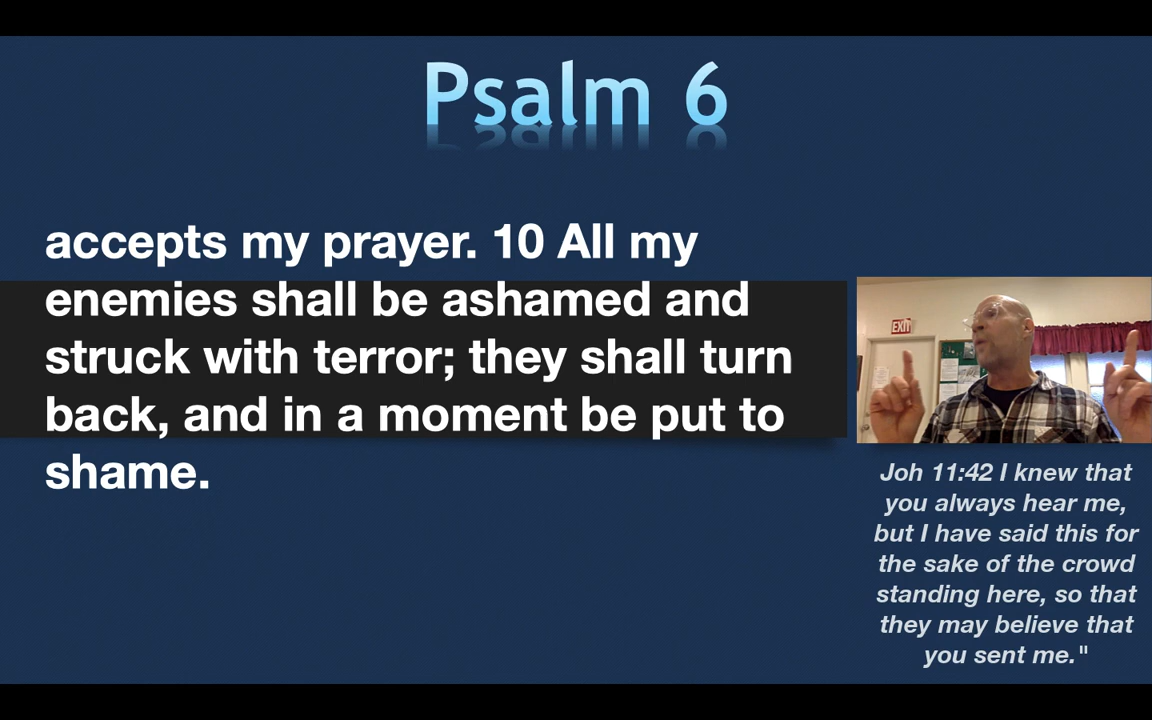 Psalm 6
accepts my prayer. 10 All my
enemies shall be ashamed and
struck with terror; they shall turn
back, and in a moment be put to
shame.
EXIT
Joh 11:42 I knew that
you always hear me,
but I have said this for
the sake of the crowd
standing here, so that
they may believe that
you sent me."